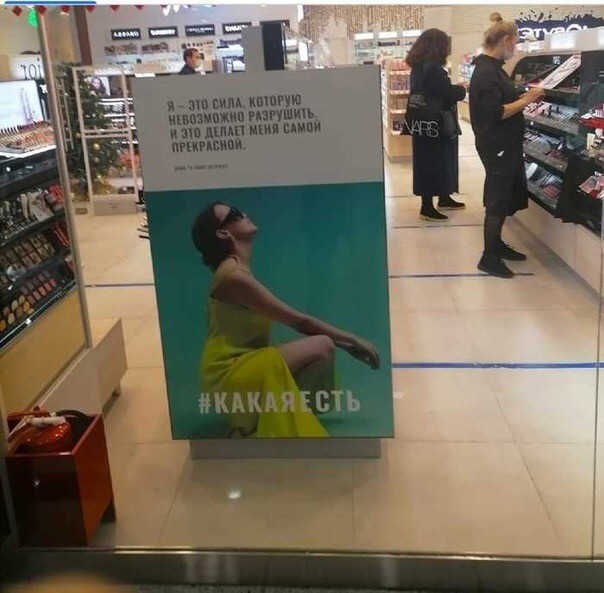 Я – ЭТО СИЛА, КОТОРУЮ
НЕВОЗМОЖНО РАЗРУШИТЬ.
И ЭТО ДЕЛАЕТ МЕНЯ САМОЙ
ПРЕКРАСНОЙ.
#КАКАЯЕСТЬ
NARS